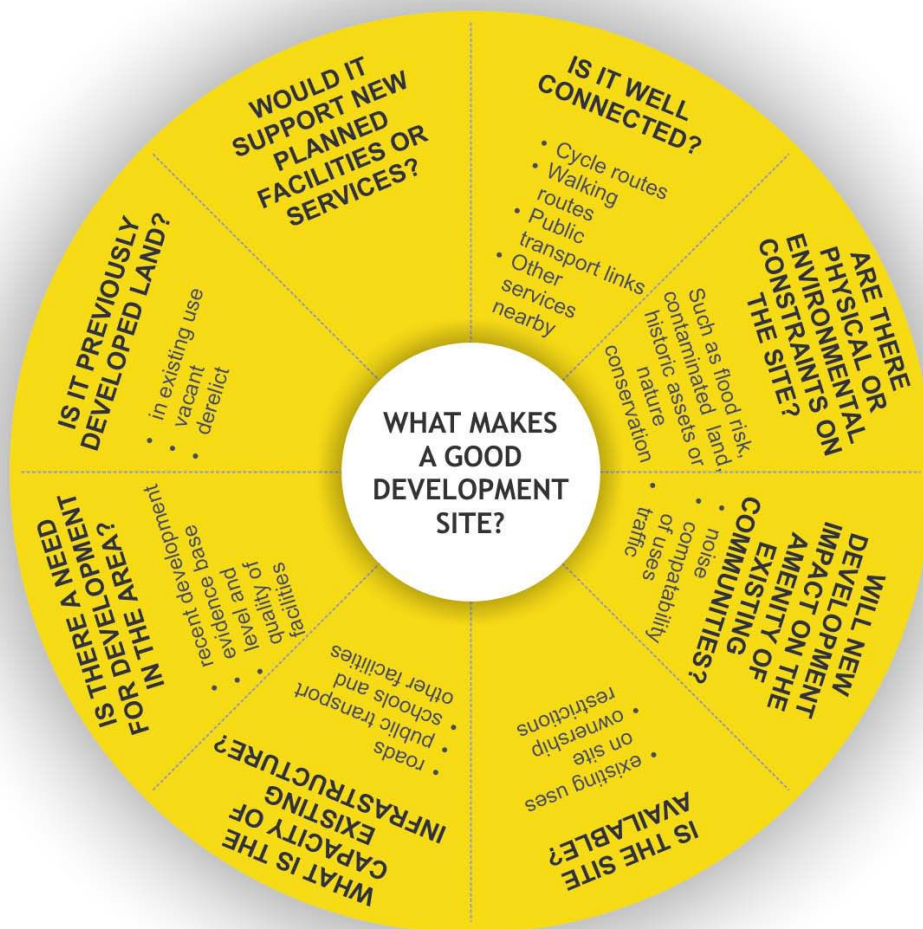 WHAT MAKES
A GOOD
DEVELOPMENT
SITE?
IS IT WELL
CONNECTED?
• Cycle routes
• Walking
routes
• Public
transport links
• Other
services
nearby
ARE THERE
PHYSICAL OR
ENVIRONMENTAL
CONSTRAINTS ON
THE SITE?
Such as flood risk,
contaminated land,
historic assets or
nature
conservation
WILL NEW
DEVELOPMENT
IMPACT ON THE
AMENITY OF
EXISTING
COMMUNITIES?
• noise
• compatability
of uses
• traffic
IS THE SITE
AVAILABLE?
• existing uses
on site
• ownership
restrictions
WHAT IS THE
CAPACITY OF
EXISTING
INFRASTRUCTURE?
• roads
• public transport
• schools and
other facilities
IS THERE A NEED
FOR DEVELOPMENT
IN THE AREA?
• recent development
• evidence base
• level and
quality of
facilities
IS IT PREVIOUSLY
DEVELOPED LAND?
• in existing use
• vacant
• derelict
WOULD IT
SUPPORT NEW
PLANNED
FACILITIES OR
SERVICES?